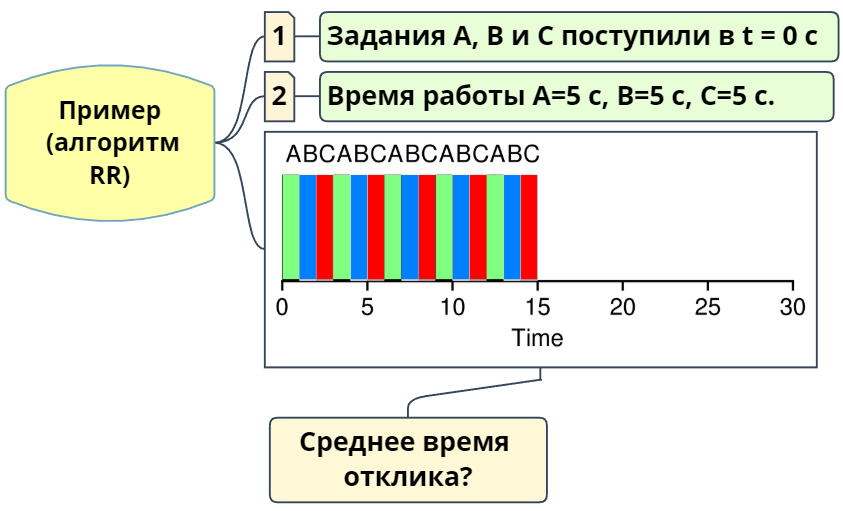 Пример
(алгоритм
RR)
1
Задания A, B и C поступили в t = 0 с
2
Время работы A=5 с, B=5 с, C=5 с.
ABCABCABCABCABC
0 5 10 15 20 25 30
Time
Среднее время
отклика?